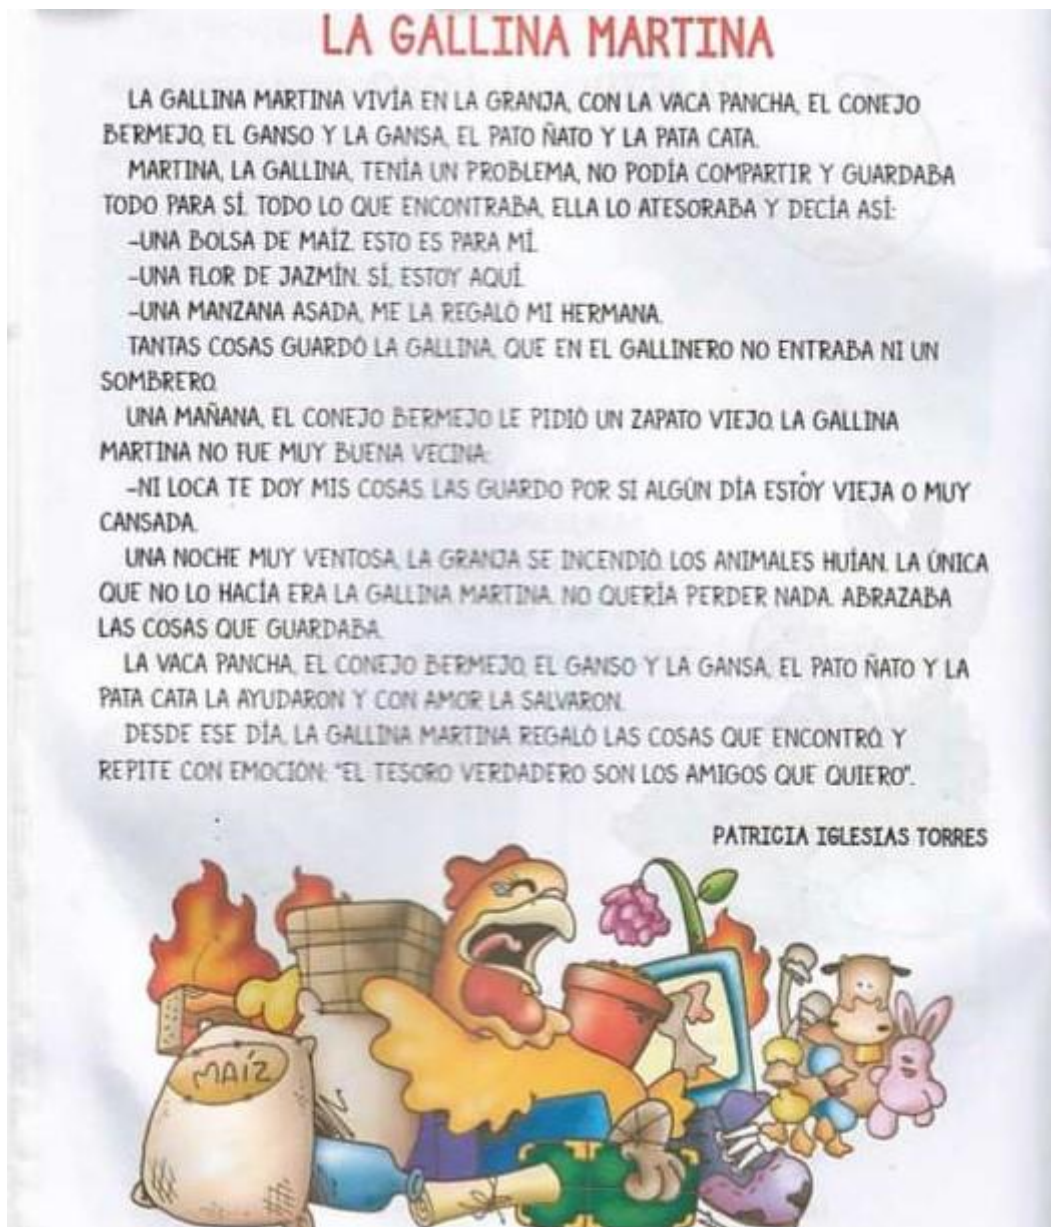 LA GALLINA MARTINA
LA GALLINA MARTINA VIVÍA EN LA GRANJA, CON LA VACA PANCHA, EL CONEJO
BERMEJO, EL GANSO Y LA GANSA, EL PATO ÑATO Y LA PATA CATA.
MARTINA, LA GALLINA, TENÍA UN PROBLEMA, NO PODÍA COMPARTIR Y GUARDABA
TODO PARA SÍ. TODO LO QUE ENCONTRABA, ELLA LO ATESORABA Y DECÍA ASÍ:
-UNA BOLSA DE MAÍZ. ESTO ES PARA MÍ.
-UNA FLOR DE JAZMÍN. SÍ, ESTOY AQUÍ.
-UNA MANZANA ASADA, ME LA REGALÓ MI HERMANA.
TANTAS COSAS GUARDÓ LA GALLINA, QUE EN EL GALLINERO NO ENTRABA NI UN
SOMBRERO.
UNA MAÑANA, EL CONEJO BERMEJO LE PIDIÓ UN ZAPATO VIEJO. LA GALLINA
MARTINA NO FUE MUY BUENA VECINA:
-NI LOCA TE DOY MIS COSAS. LAS GUARDO POR SI ALGÚN DÍA ESTOY VIEJA O MUY
CANSADA.
UNA NOCHE MUY VENTOSA, LA GRANJA SE INCENDIÓ. LOS ANIMALES HUÍAN. LA ÚNICA
QUE NO LO HACÍA ERA LA GALLINA MARTINA. NO QUERÍA PERDER NADA. ABRAZABA
LAS COSAS QUE GUARDABA.
LA VACA PANCHA, EL CONEJO BERMEJO, EL GANSO Y LA GANSA, EL PATO ÑATO Y LA
PATA CATA LA AYUDARON Y CON AMOR LA SALVARON.
DESDE ESE DÍA, LA GALLINA MARTINA REGALÓ LAS COSAS QUE ENCONTRÓ. Y
REPITE CON EMOCIÓN: "EL TESORO VERDADERO SON LOS AMIGOS QUE QUIERO".
PATRICIA IGLESIAS TORRES
MAÍZ